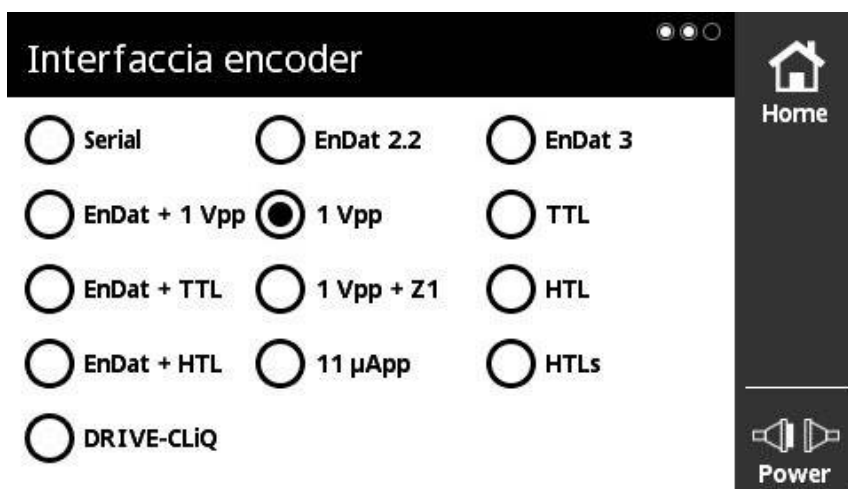 Interfaccia encoder
Home
Serial
EnDat 2.2
EnDat 3
EnDat + 1 Vpp
1 Vpp
TTL
EnDat + TTL
1 Vpp + Z1
HTL
EnDat + HTL
11 µApp
HTLs
DRIVE-CLiQ
Power